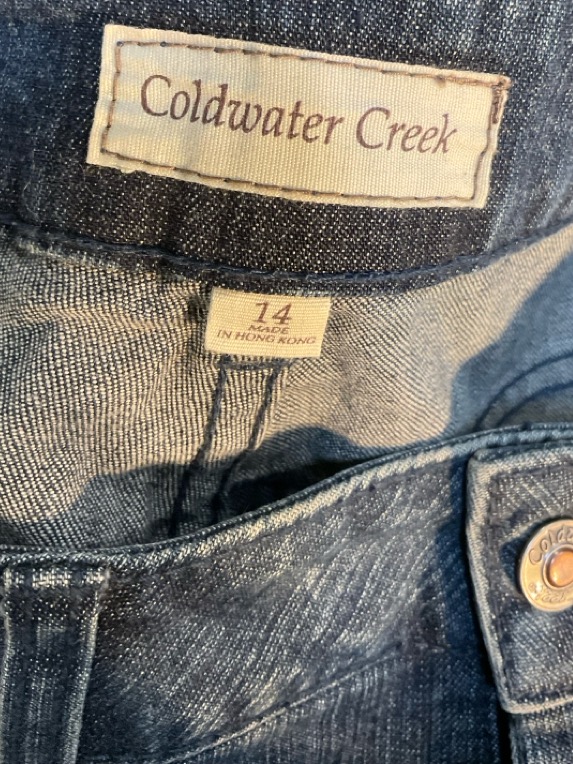 Coldwater Creek
14
MADE
IN HONG KONG